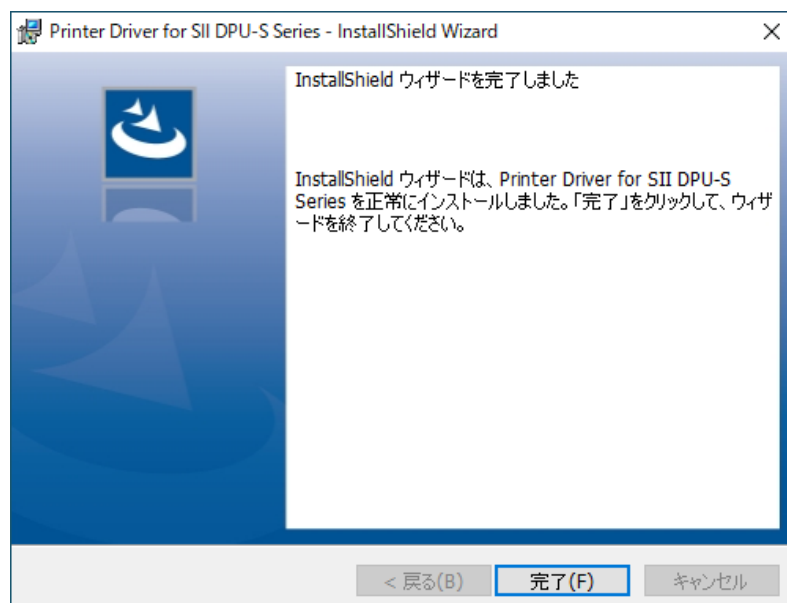 Printer Driver for SII DPU-S Series - InstallShield Wizard
InstallShield ウィザードを完了しました
InstallShield ウィザードは、Printer Driver for SII DPU-S
Series を正常にインストールしました。「完了」をクリックして、ウィザ
ードを終了してください。
< 戻る(B)
完了(F)
キャンセル